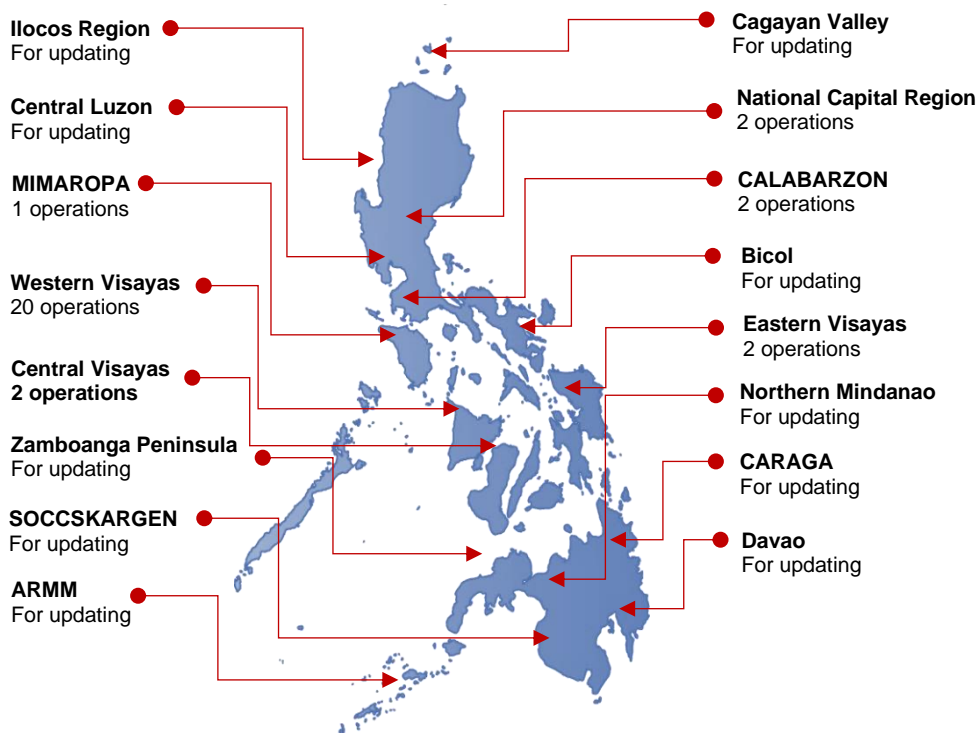 Ilocos Region
For updating
Central Luzon
For updating
MIMAROPA
1 operations
Western Visayas
20 operations
Central Visayas
2 operations
Zamboanga Peninsula
For updating
SOCCSKARGEN
For updating
ARMM
For updating
Cagayan Valley
For updating
National Capital Region
2 operations
CALABARZON
2 operations
Bicol
For updating
Eastern Visayas
2 operations
Northern Mindanao
For updating
CARAGA
For updating
Davao
For updating